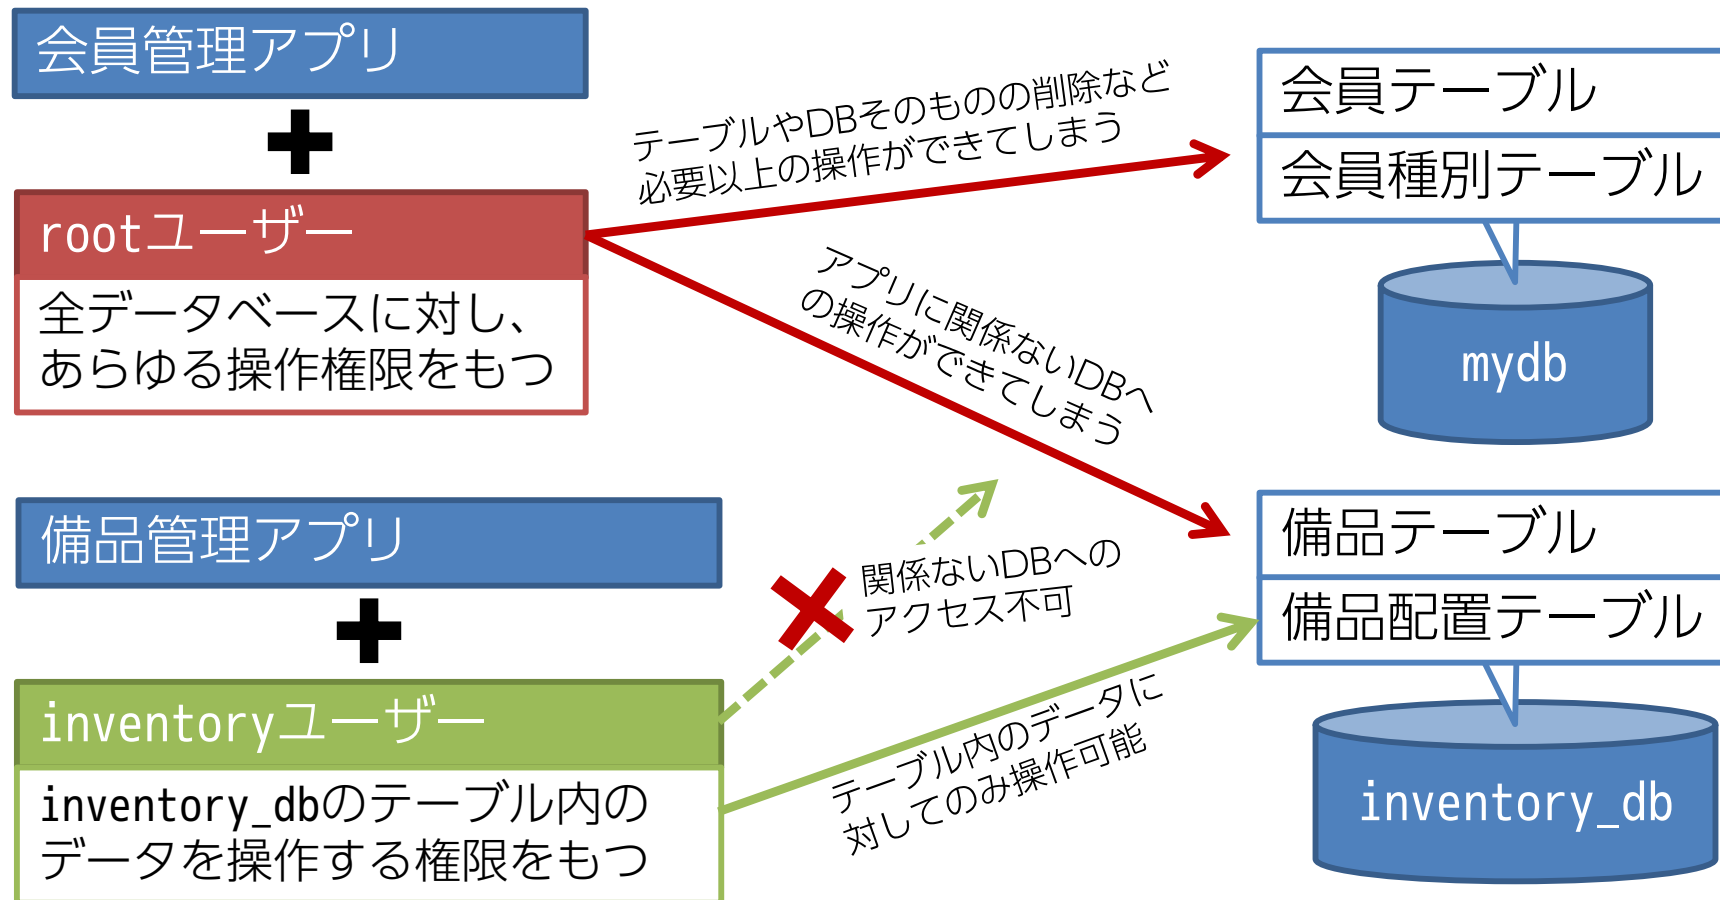 会員管理アプリ
rootユーザー
全データベースに対し、
あらゆる操作権限をもつ
テーブルやDBそのものの削除など
必要以上の操作ができてしまう
アプリに関係ないDBへ
の操作ができてしまう
会員テーブル
会員種別テーブル
mydb
備品管理アプリ
inventoryユーザー
inventory_dbのテーブル内の
データを操作する権限をもつ
関係ないDBへの
アクセス不可
テーブル内のデータに
対してのみ操作可能
備品テーブル
備品配置テーブル
inventory_db